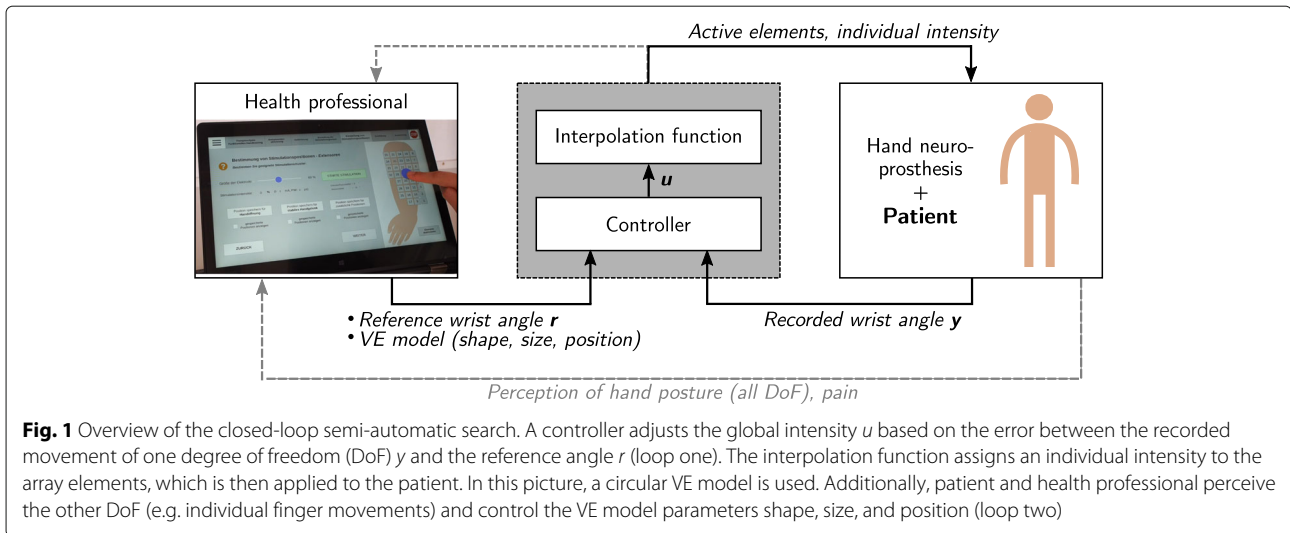 Active elements, individual intensity
Health professional
Bestimmung von Stimulationspositionen - Extensoren
ZURÜCK
WEITER
Interpolation function
u
Controller
Hand neuro-
prosthesis
+
Patient
• Reference wrist angle r
• VE model (shape, size, position)
Recorded wrist angle y
Perception of hand posture (all DoF), pain
Fig. 1 Overview of the closed-loop semi-automatic search. A controller adjusts the global intensity u based on the error between the recorded
movement of one degree of freedom (DoF) y and the reference angle r (loop one). The interpolation function assigns an individual intensity to the
array elements, which is then applied to the patient. In this picture, a circular VE model is used. Additionally, patient and health professional perceive
the other DoF (e.g. individual finger movements) and control the VE model parameters shape, size, and position (loop two)